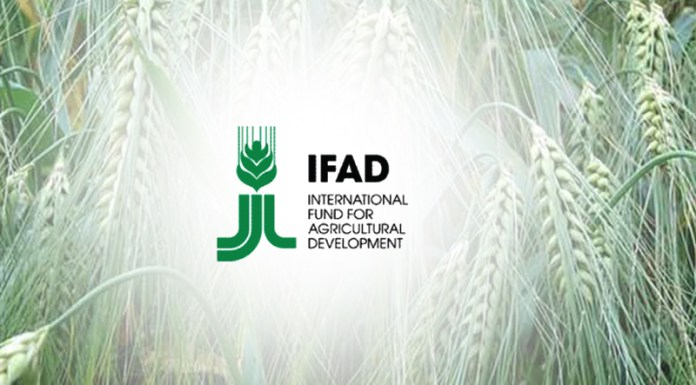 IFAD
INTERNATIONAL
FUND FOR
AGRICULTURAL
DEVELOPMENT